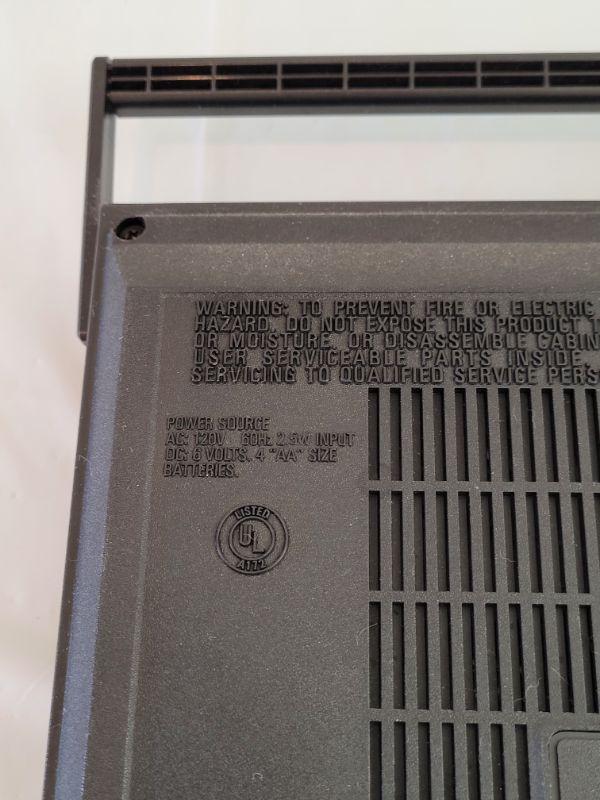 WARNING: TO PREVENT FIRE OR ELECTRIC
HAZARD, DO NOT EXPOSE THIS PRODUCT T
OR MOISTURE, OR DISASSEMBLE CABIN
USER SERVICEABLE PARTS INSIDE.
SERVICING TO QUALIFIED SERVICE PERS
POWER SOURCE
AC: 120V 60Hz 2.5W INPUT
DC: 6 VOLTS, 4 "AA" SIZE
BATTERIES.
LISTED
UL
A172